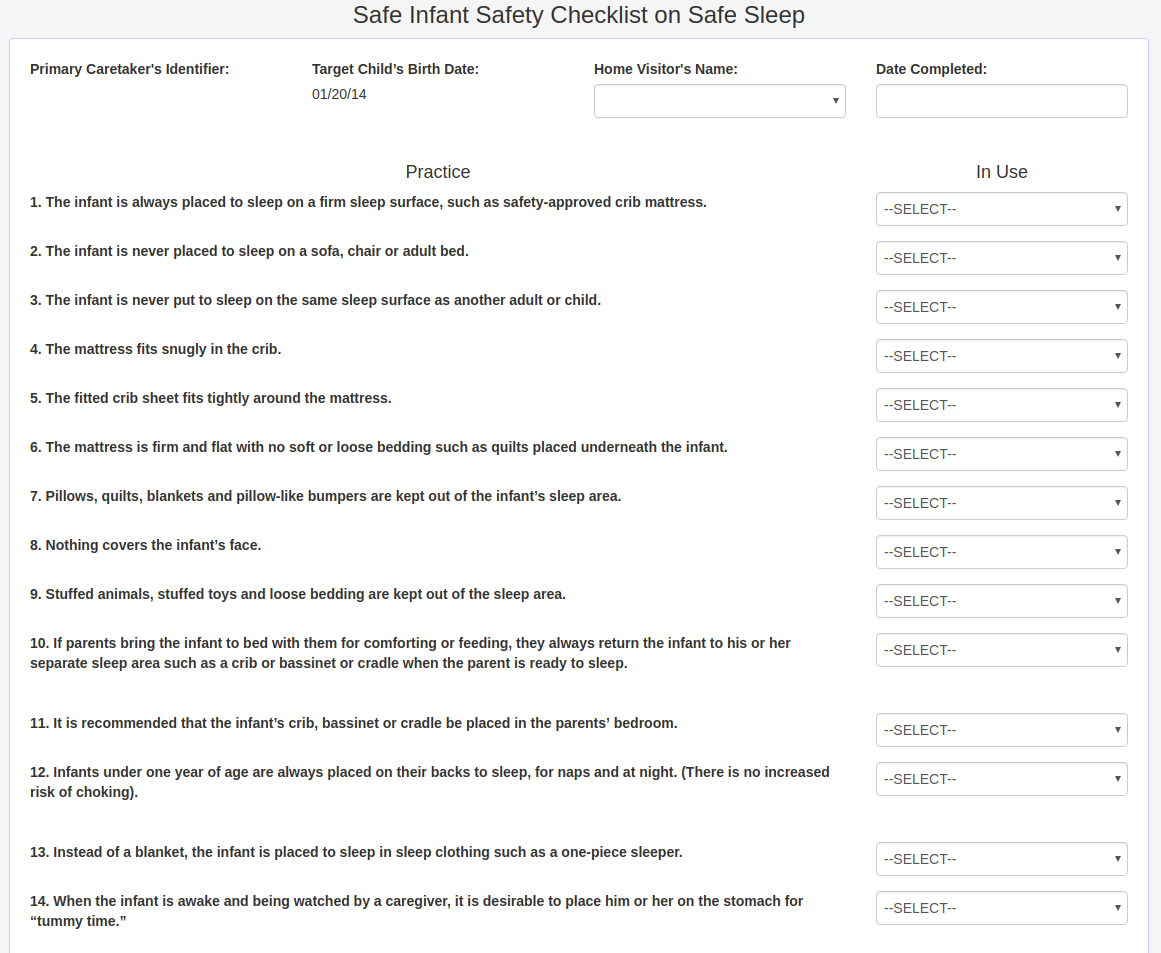 Safe Infant Safety Checklist on Safe Sleep
Primary Caretaker's Identifier:
Target Child’s Birth Date:
Home Visitor's Name:
Date Completed:
01/20/14
Practice
In Use
1. The infant is always placed to sleep on a firm sleep surface, such as safety-approved crib mattress.
--SELECT--
2. The infant is never placed to sleep on a sofa, chair or adult bed.
--SELECT--
3. The infant is never put to sleep on the same sleep surface as another adult or child.
--SELECT--
4. The mattress fits snugly in the crib.
--SELECT--
5. The fitted crib sheet fits tightly around the mattress.
--SELECT--
6. The mattress is firm and flat with no soft or loose bedding such as quilts placed underneath the infant.
--SELECT--
7. Pillows, quilts, blankets and pillow-like bumpers are kept out of the infant’s sleep area.
--SELECT--
8. Nothing covers the infant’s face.
--SELECT--
9. Stuffed animals, stuffed toys and loose bedding are kept out of the sleep area.
--SELECT--
10. If parents bring the infant to bed with them for comforting or feeding, they always return the infant to his or her
separate sleep area such as a crib or bassinet or cradle when the parent is ready to sleep.
--SELECT--
11. It is recommended that the infant’s crib, bassinet or cradle be placed in the parents’ bedroom.
--SELECT--
12. Infants under one year of age are always placed on their backs to sleep, for naps and at night. (There is no increased
risk of choking).
--SELECT--
13. Instead of a blanket, the infant is placed to sleep in sleep clothing such as a one-piece sleeper.
--SELECT--
14. When the infant is awake and being watched by a caregiver, it is desirable to place him or her on the stomach for
“tummy time.”
--SELECT--